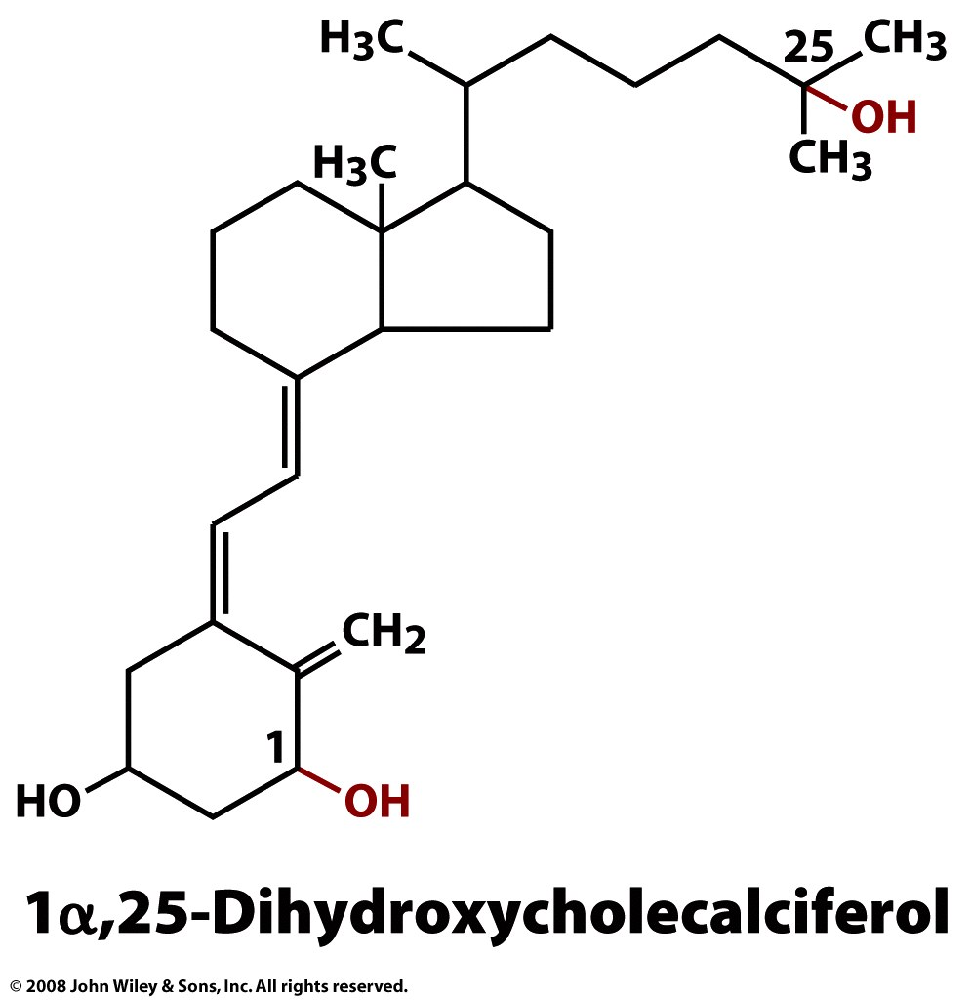 H3C
25
CH3
OH
CH3
H3C
CH2
1
HO
OH
1α,25-Dihydroxycholecalciferol
© 2008 John Wiley & Sons, Inc. All rights reserved.